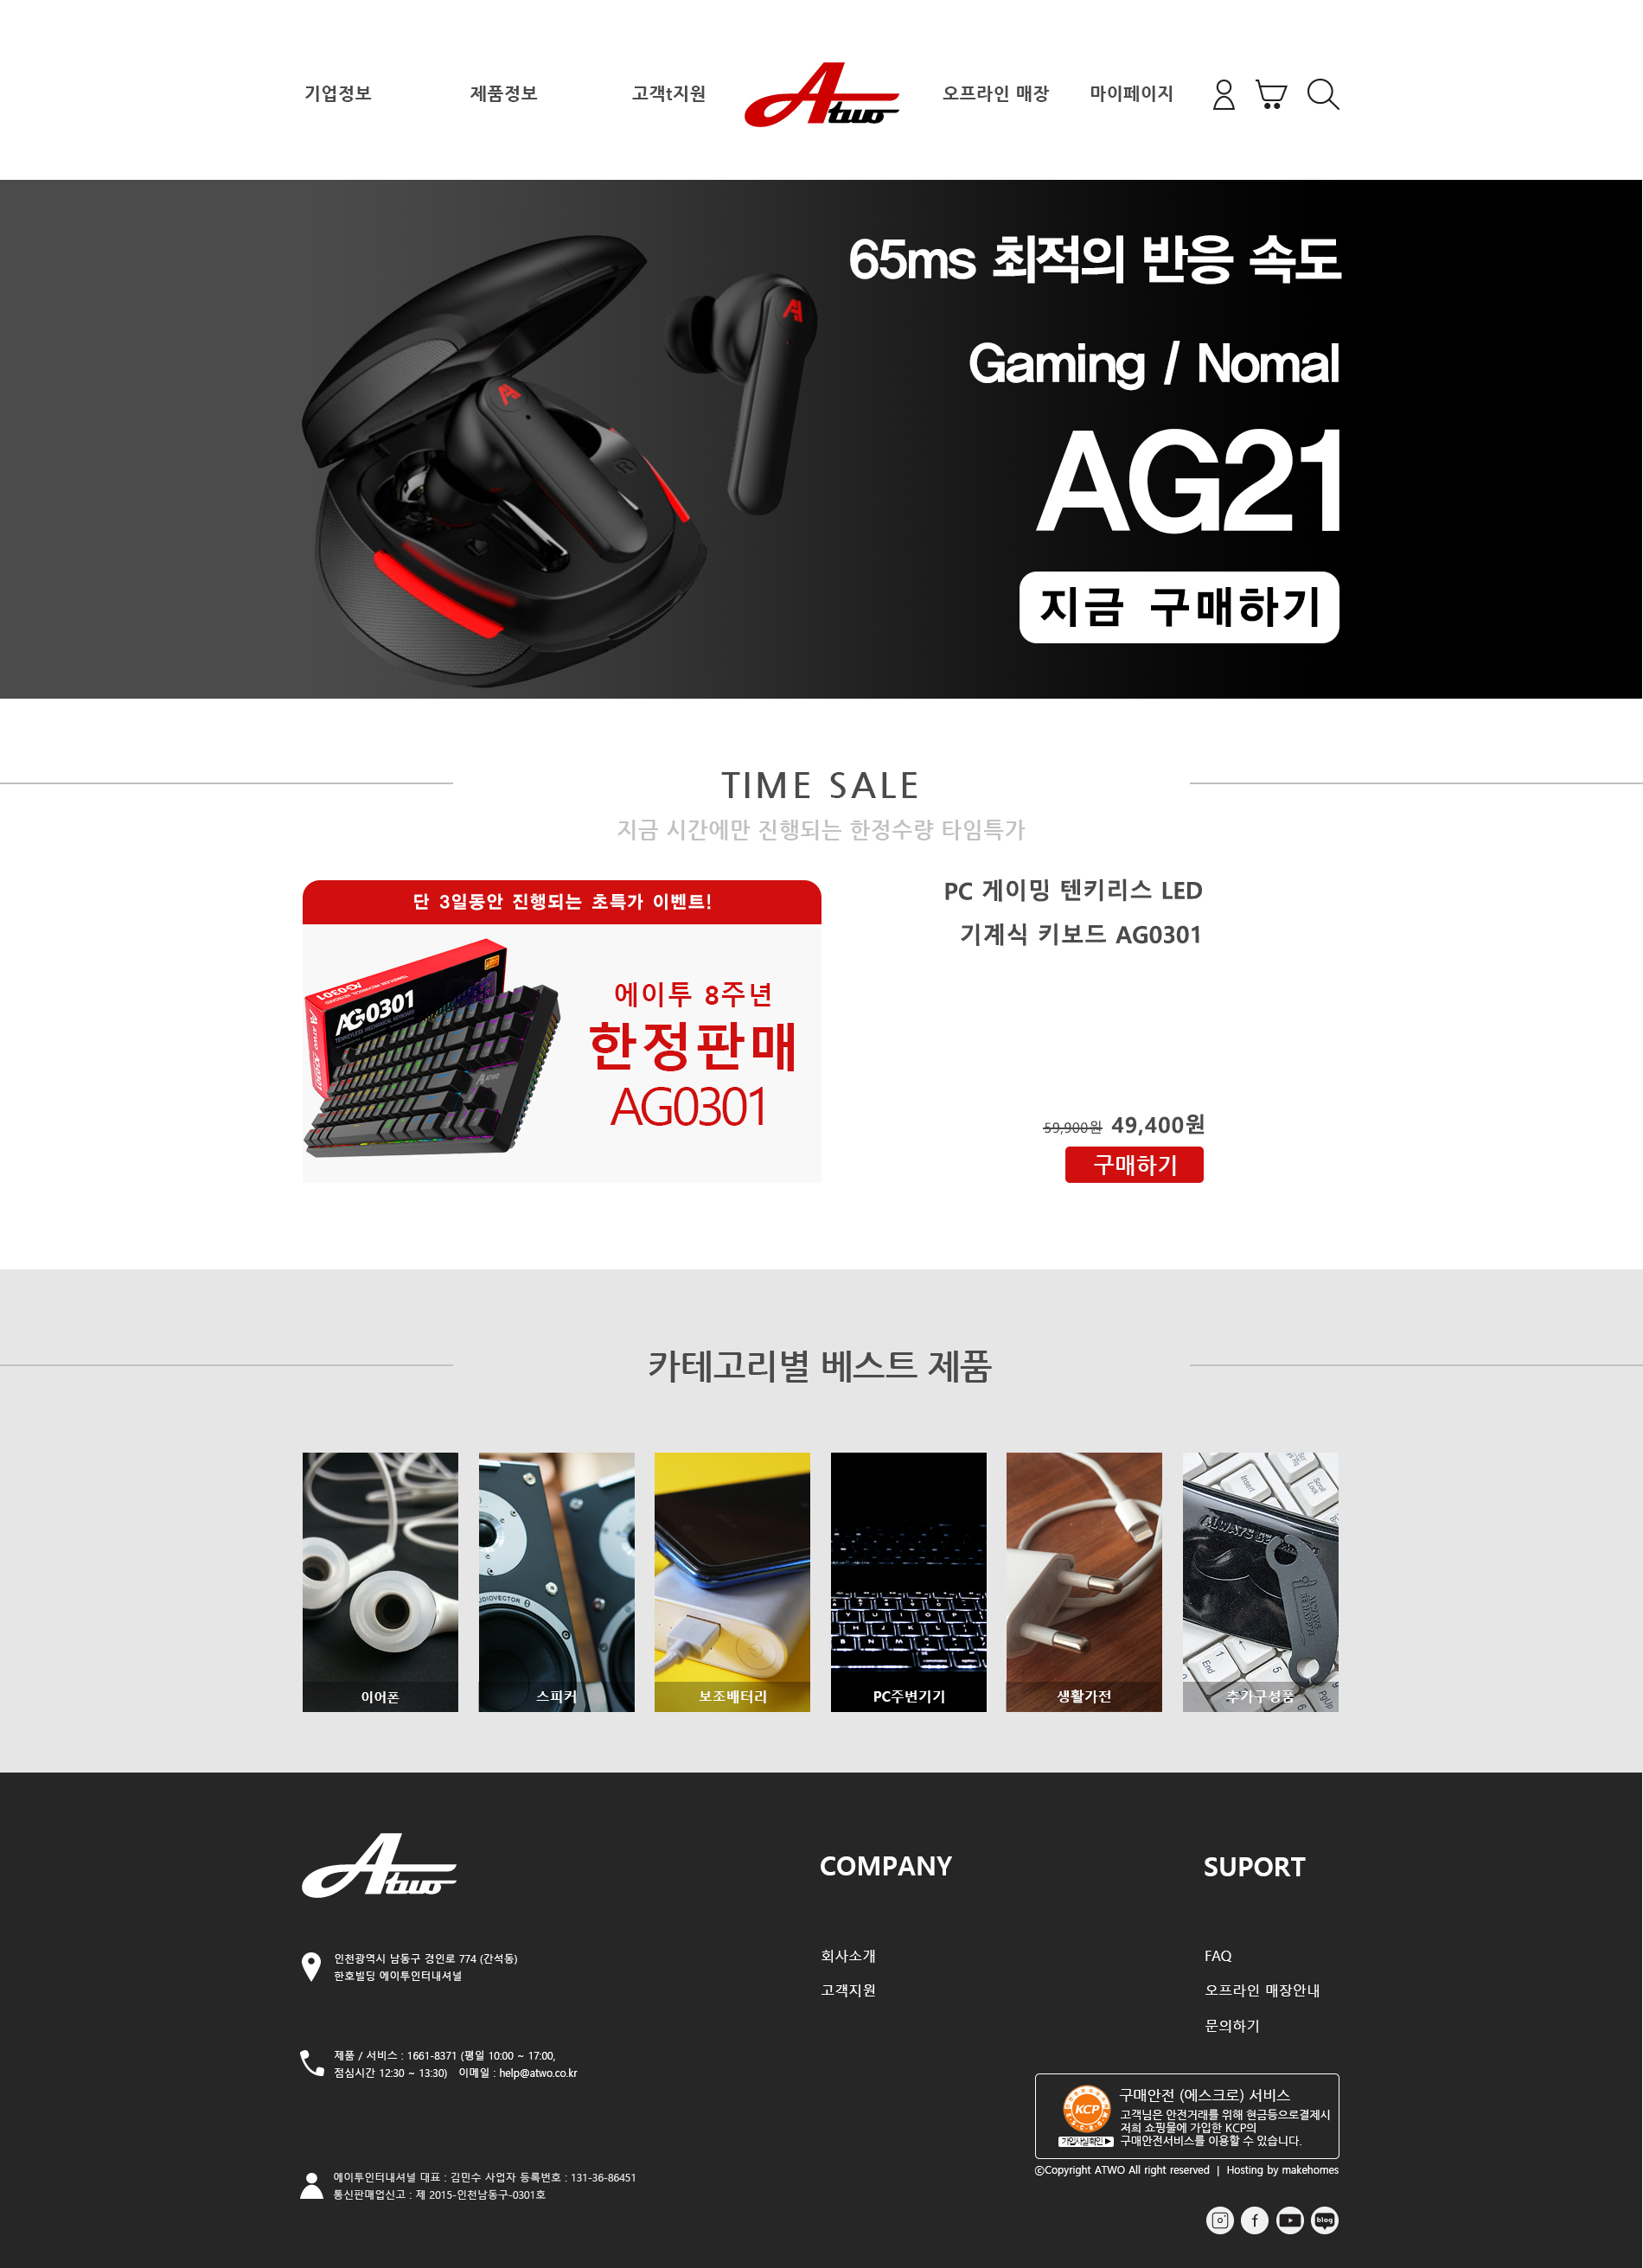 기업정보
제품정보
고객t지원
Atwo
오프라인 매장
마이페이지
65ms 최적의 반응 속도
Gaming / Nomal
AG21
지금 구매하기
TIME SALE
지금 시간에만 진행되는 한정수량 타임특가
단 3일동안 진행되는 초특가 이벤트!
AG0301
TENKEYLESS MECHANICAL KEYBOARD
에이투 8주년
한정판매
AG0301
PC 게이밍 텐키리스 LED
기계식 키보드 AG0301
59,900원 49,400원
구매하기
카테고리별 베스트 제품
이어폰
스피커
보조배터리
PC주변기기
생활가전
추가구성품
Atwo
COMPANY
SUPORT
인천광역시 남동구 경인로 774 (간석동)
한호빌딩 에이투인터내셔널
회사소개
고객지원
FAQ
오프라인 매장안내
문의하기
제품 / 서비스 : 1661-8371 (평일 10:00 ~ 17:00,
점심시간 12:30 ~ 13:30) 이메일 : help@atwo.co.kr
KCP
가입사실확인 ▶
구매안전 (에스크로) 서비스
고객님은 안전거래를 위해 현금등으로결제시
저희 쇼핑몰에 가입한 KCP의
구매안전서비스를 이용할 수 있습니다.
ⓒCopyright ATWO All right reserved | Hosting by makehomes
에이투인터내셔널 대표 : 김민수 사업자 등록번호 : 131-36-86451
통신판매업신고 : 제 2015-인천남동구-0301호
blog